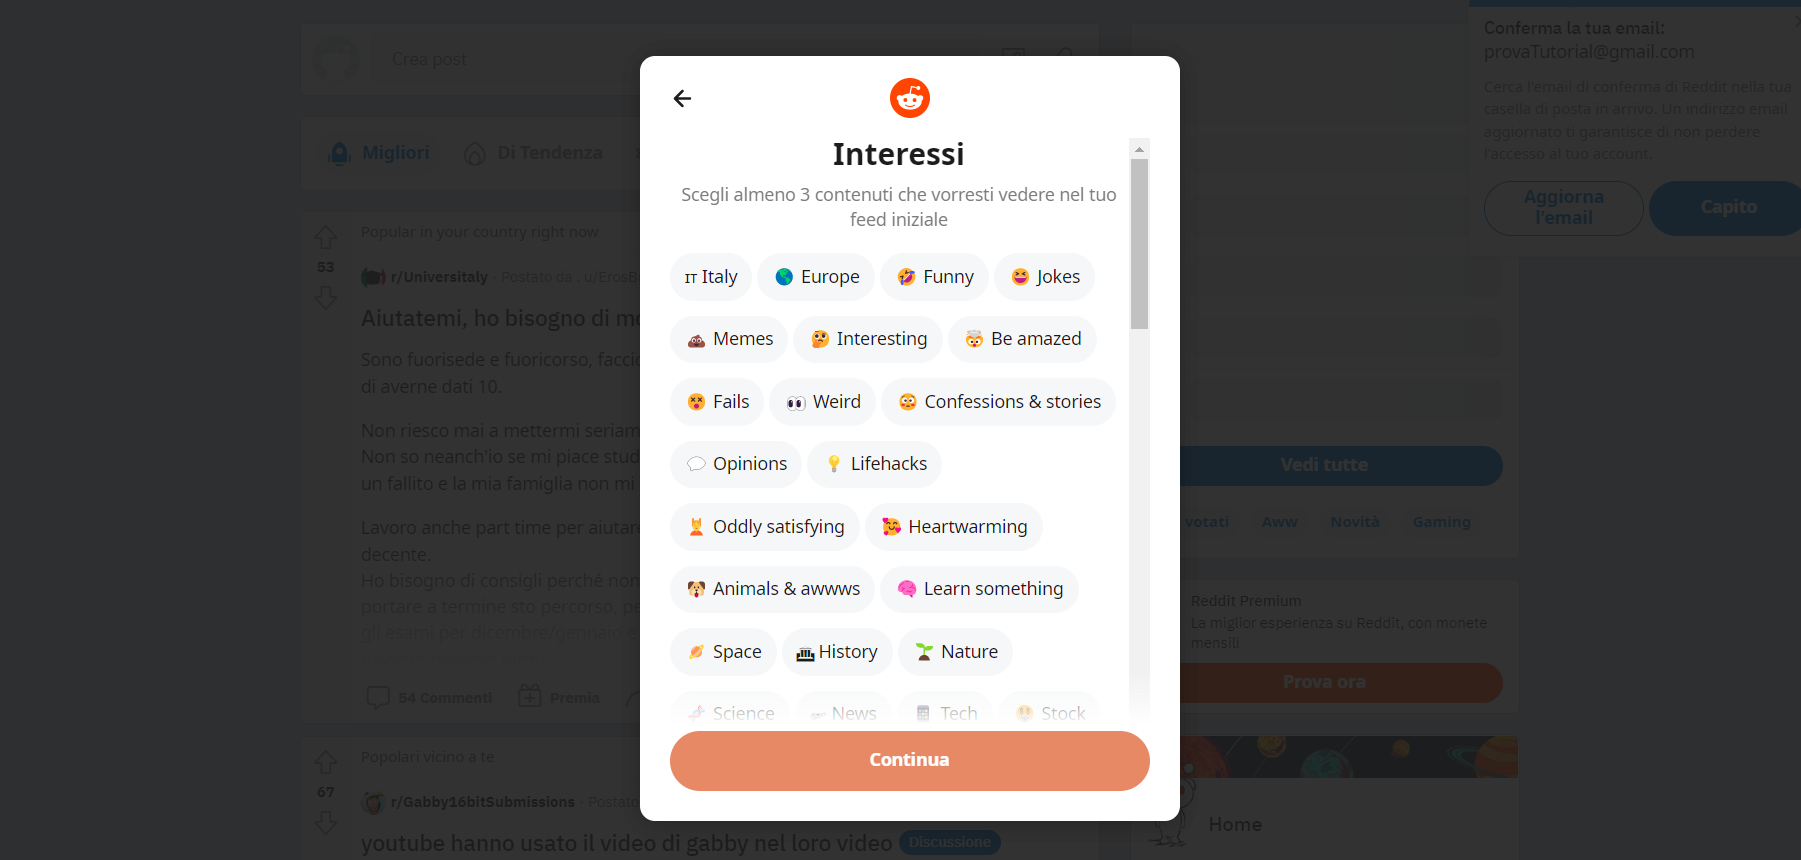 Crea post
Conferma la tua email:
provaTutorial@gmail.com
Cerca l'email di conferma di Reddit nella tua
casella di posta in arrivo. Un indirizzo email
aggiornato ti garantisce di non perdere
l'accesso al tuo account.
Aggiorna
l'email
Capito
Migliori
Di Tendenza
Interessi
Scegli almeno 3 contenuti che vorresti vedere nel tuo
feed iniziale
IT Italy
Europe
Funny
Jokes
Memes
Interesting
Be amazed
Fails
Weird
Confessions & stories
Opinions
Lifehacks
Oddly satisfying
Heartwarming
Animals & awwws
Learn something
Space
History
Nature
Science
News
Tech
Stock
Continua
Popular in your country right now
53
r/Universitaly · Postato da . u/ErosB
Aiutatemi, ho bisogno di
Sono fuorisede e fuoricorso,
di averne dati 10.
Non riesco mai a mettermi
Non so neanch'io se mi piace
un fallito e la mia famiglia non mi
Lavoro anche part time per
decente.
Ho bisogno di consigli perché
portare a termine sto percorso,
gli esami per dicembre/gennaio e
54 Commenti
Premia
Popolari vicino a te
67
r/Gabby16bitSubmissions · Postato
youtube hanno usato il video di gabby nel loro video
Discussione
Vedi tutte
votati
Aww
Novità
Gaming
Reddit Premium
La miglior esperienza su Reddit, con monete
mensili
Prova ora
Home